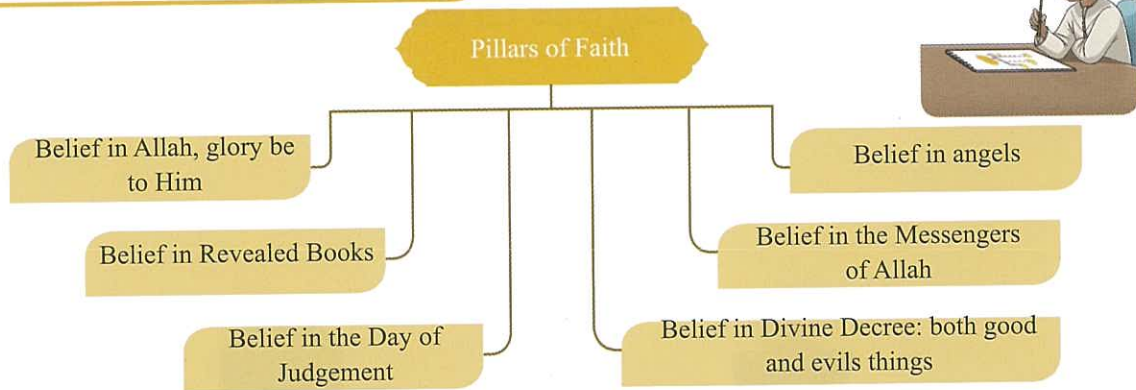 Pillars of Faith
Belief in Allah, glory be
to Him
Belief in angels
Belief in Revealed Books
Belief in the Messengers
of Allah
Belief in the Day of
Judgement
Belief in Divine Decree: both good
and evils things